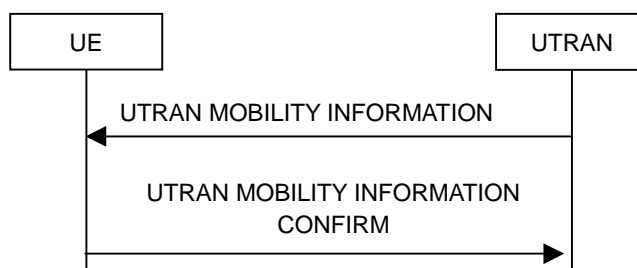 UE
UTRAN
UTRAN MOBILITY INFORMATION
UTRAN MOBILITY INFORMATION
CONFIRM